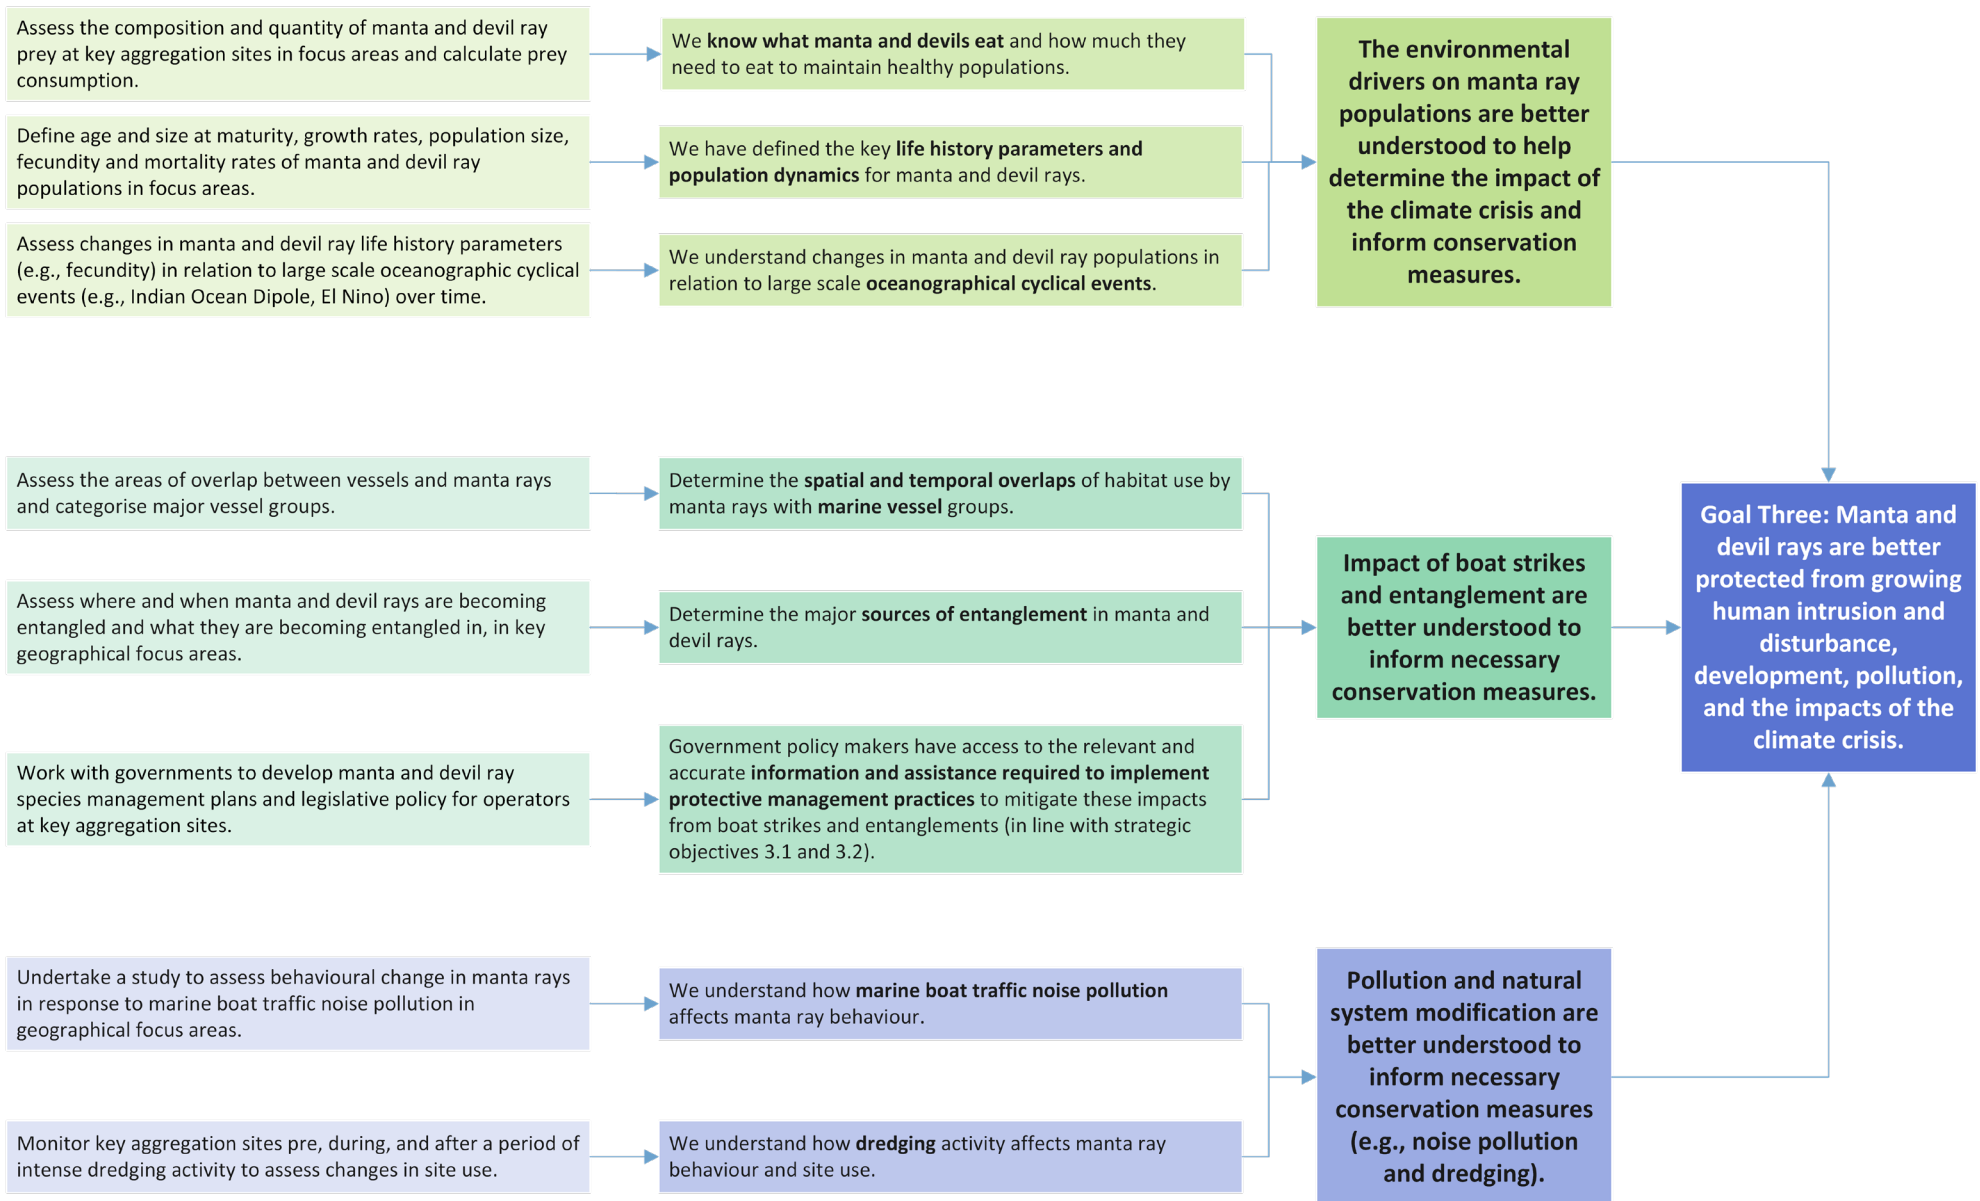 Assess the composition and quantity of manta and devil ray
prey at key aggregation sites in focus areas and calculate prey
consumption.
We know what manta and devils eat and how much they
need to eat to maintain healthy populations.
Define age and size at maturity, growth rates, population size,
fecundity and mortality rates of manta and devil ray
populations in focus areas.
We have defined the key life history parameters and
population dynamics for manta and devil rays.
Assess changes in manta and devil ray life history parameters
(e.g., fecundity) in relation to large scale oceanographic cyclical
events (e.g., Indian Ocean Dipole, El Nino) over time.
We understand changes in manta and devil ray populations in
relation to large scale oceanographical cyclical events.
The environmental
drivers on manta ray
populations are better
understood to help
determine the impact of
the climate crisis and
inform conservation
measures.
Assess the areas of overlap between vessels and manta rays
and categorise major vessel groups.
Determine the spatial and temporal overlaps of habitat use by
manta rays with marine vessel groups.
Assess where and when manta and devil rays are becoming
entangled and what they are becoming entangled in, in key
geographical focus areas.
Determine the major sources of entanglement in manta and
devil rays.
Work with governments to develop manta and devil ray
species management plans and legislative policy for operators
at key aggregation sites.
Government policy makers have access to the relevant and
accurate information and assistance required to implement
protective management practices to mitigate these impacts
from boat strikes and entanglements (in line with strategic
objectives 3.1 and 3.2).
Impact of boat strikes
and entanglement are
better understood to
inform necessary
conservation measures.
Goal Three: Manta and
devil rays are better
protected from growing
human intrusion and
disturbance,
development, pollution,
and the impacts of the
climate crisis.
Undertake a study to assess behavioural change in manta rays
in response to marine boat traffic noise pollution in
geographical focus areas.
We understand how marine boat traffic noise pollution
affects manta ray behaviour.
Monitor key aggregation sites pre, during, and after a period of
intense dredging activity to assess changes in site use.
We understand how dredging activity affects manta ray
behaviour and site use.
Pollution and natural
system modification are
better understood to
inform necessary
conservation measures
(e.g., noise pollution
and dredging).